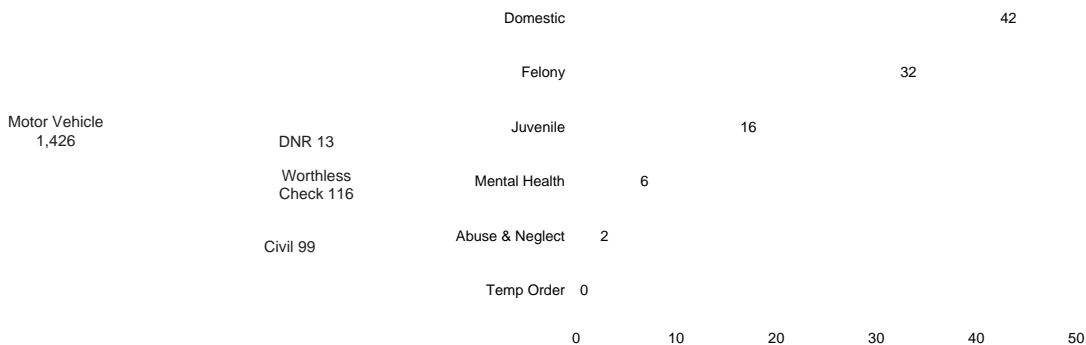 Motor Vehicle
1,426
DNR 13
Worthless
Check 116
Civil 99
Domestic 42
Felony 32
Juvenile 16
Mental Health 6
Abuse & Neglect 2
Temp Order 0
0 10 20 30 40 50